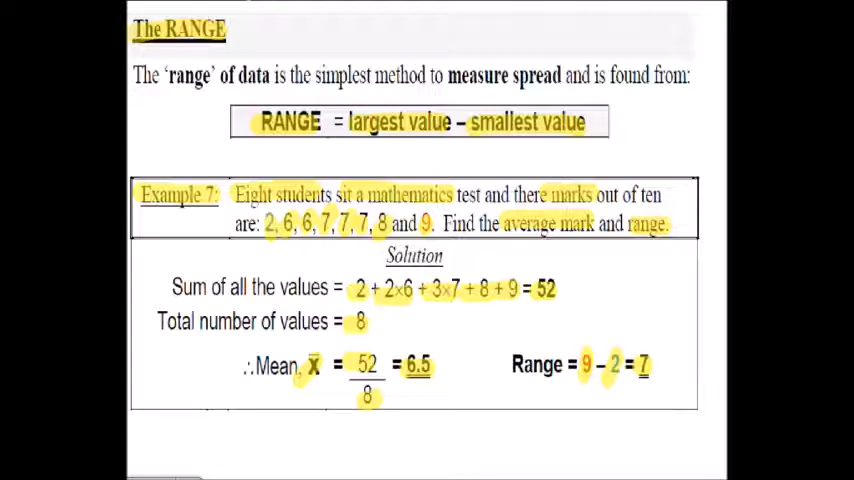 The RANGE
The ‘range’ of data is the simplest method to measure spread and is found from:
RANGE = largest value – smallest value
Example 7: Eight students sit a mathematics test and there marks out of ten
are: 2, 6, 6, 7, 7, 7, 8 and 9. Find the average mark and range.
Solution
Sum of all the values = 2 + 2×6 + 3×7 + 8 + 9 = 52
Total number of values = 8
∴Mean, x̄ = 52/8 = 6.5 Range = 9 – 2 = 7